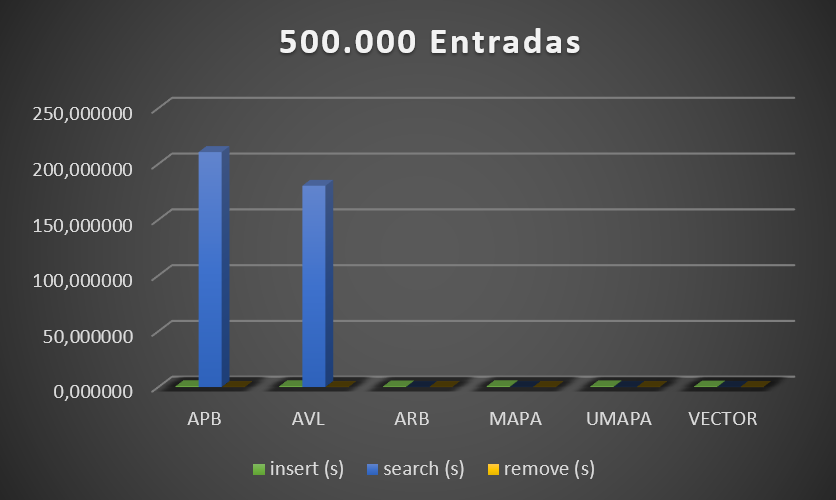 500.000 Entradas
250,000000
200,000000
150,000000
100,000000
50,000000
0,000000
APB AVL ARB MAPA UMAPA VECTOR
insert (s) search (s) remove (s)